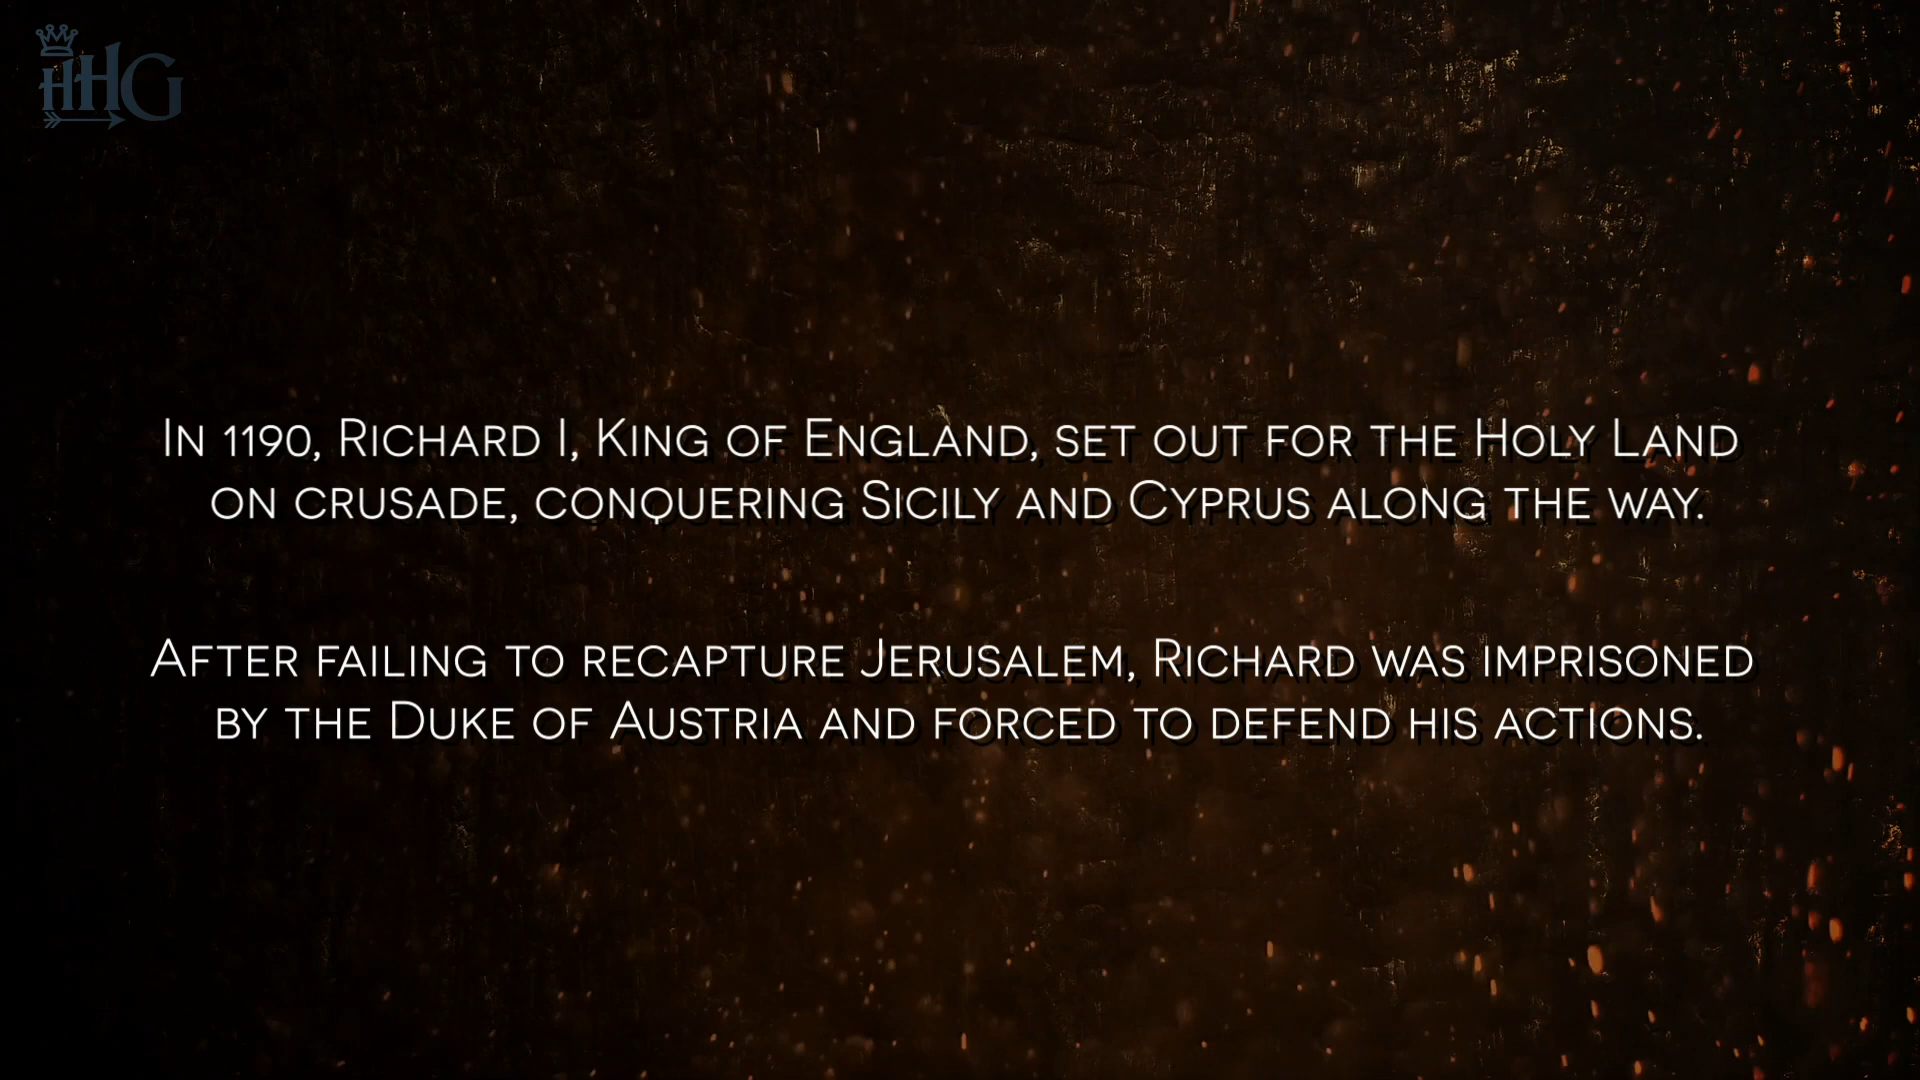 HHG
In 1190, Richard I, King of England, set out for the Holy Land
on crusade, conquering Sicily and Cyprus along the way.
After failing to recapture Jerusalem, Richard was imprisoned
by the Duke of Austria and forced to defend his actions.